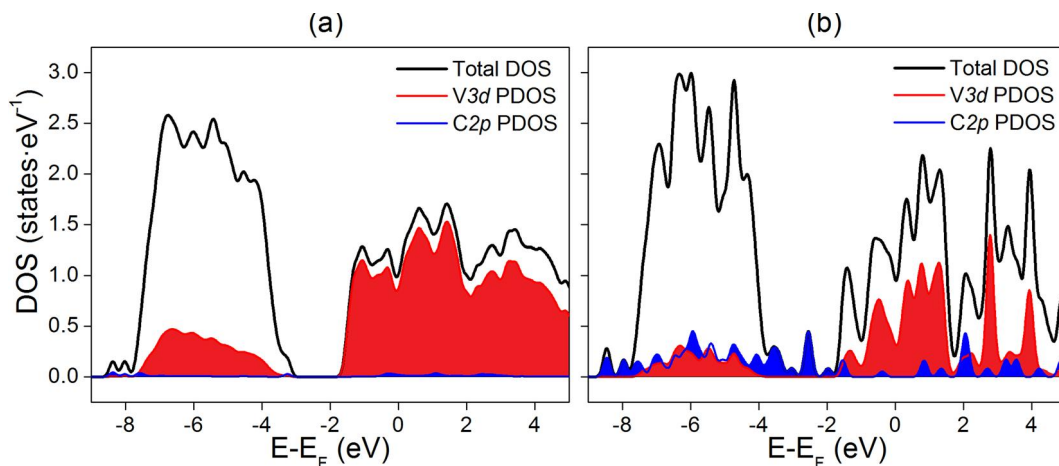 (a)
(b)
DOS (states·eV⁻¹)
3.0
2.5
2.0
1.5
1.0
0.5
0.0
Total DOS
V3d PDOS
C2p PDOS
Total DOS
V3d PDOS
C2p PDOS
-8 -6 -4 -2 0 2 4
-8 -6 -4 -2 0 2 4
E-E_F (eV)
E-E_F (eV)